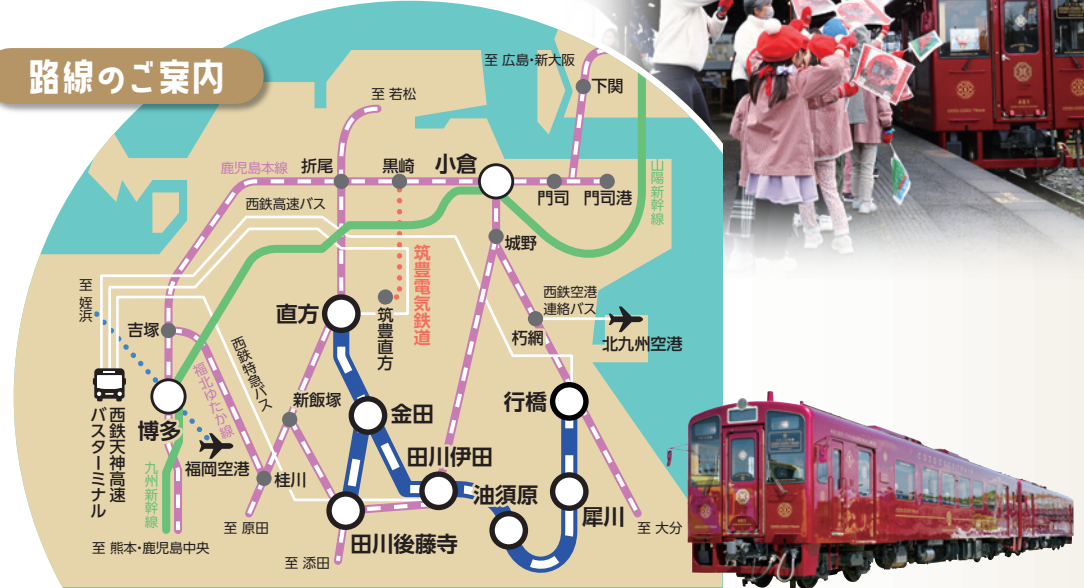 路線のご案内
至 広島・新大阪
下関
至 若松
鹿児島本線
折尾
黒崎
小倉
門司
門司港
山陽新幹線
西鉄高速バス
城野
筑豊電気鉄道
至 姪浜
西鉄空港
連絡バス
直方
筑豊直方
吉塚
朽網
北九州空港
西鉄特急バス
福北ゆたか線
新飯塚
金田
行橋
博多
西鉄天神高速
バスターミナル
福岡空港
田川伊田
九州新幹線
桂川
油須原
犀川
田川後藤寺
至 原田
至 大分
至 熊本・鹿児島中央
至 添田